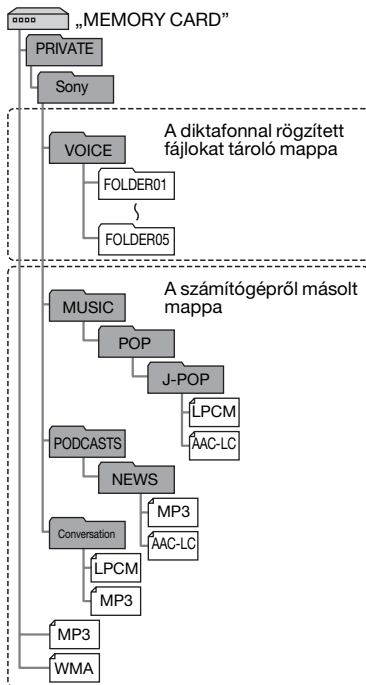 „MEMORY CARD”
PRIVATE
Sony
A diktafonnal rögzített
fájlokat tároló mappa
VOICE
FOLDER01
FOLDER05
A számítógépről másolt
mappa
MUSIC
POP
J-POP
LPCM
AAC-LC
PODCASTS
NEWS
MP3
AAC-LC
Conversation
LPCM
MP3
MP3
WMA